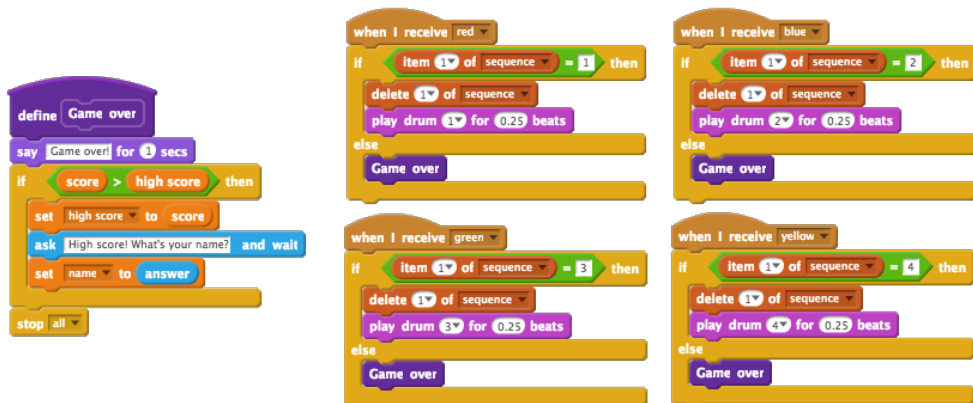 define Game over
say Game over! for 1 secs
if score > high score then
set high score to score
ask High score! What's your name? and wait
set name to answer
stop all
when I receive red
if item 1 of sequence = 1 then
delete 1 of sequence
play drum 1 for 0.25 beats
else
Game over
when I receive blue
if item 1 of sequence = 2 then
delete 1 of sequence
play drum 2 for 0.25 beats
else
Game over
when I receive green
if item 1 of sequence = 3 then
delete 1 of sequence
play drum 3 for 0.25 beats
else
Game over
when I receive yellow
if item 1 of sequence = 4 then
delete 1 of sequence
play drum 4 for 0.25 beats
else
Game over